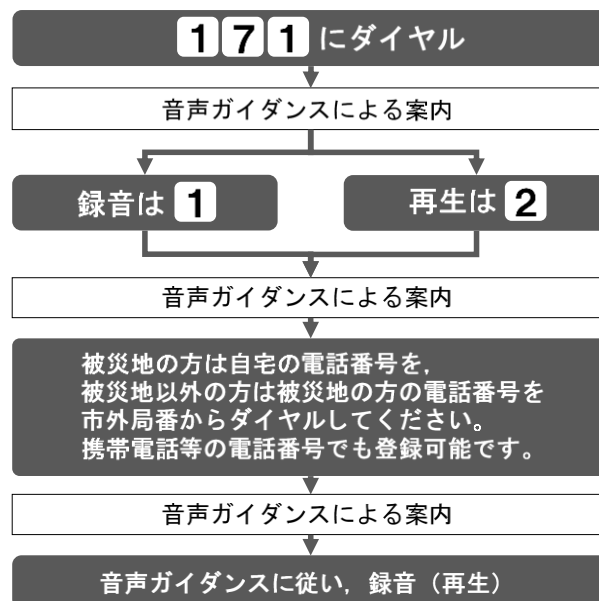 171にダイヤル
音声ガイダンスによる案内
録音は 1
再生は 2
音声ガイダンスによる案内
被災地の方は自宅の電話番号を，
被災地以外の方は被災地の方の電話番号を
市外局番からダイヤルしてください。
携帯電話等の電話番号でも登録可能です。
音声ガイダンスによる案内
音声ガイダンスに従い，録音（再生）